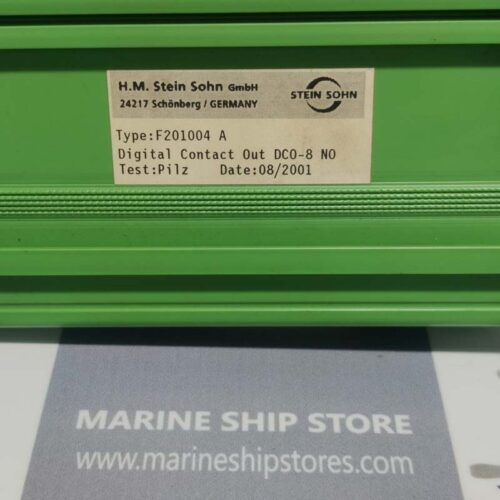 H.M. Stein Sohn GmbH
24217 Schönberg / GERMANY
STEIN SOHN
Type:F201004 A
Digital Contact Out DCO-8 NO
Test:Pilz Date:08/2001
MARINE SHIP STORE
www.marineshipstores.com